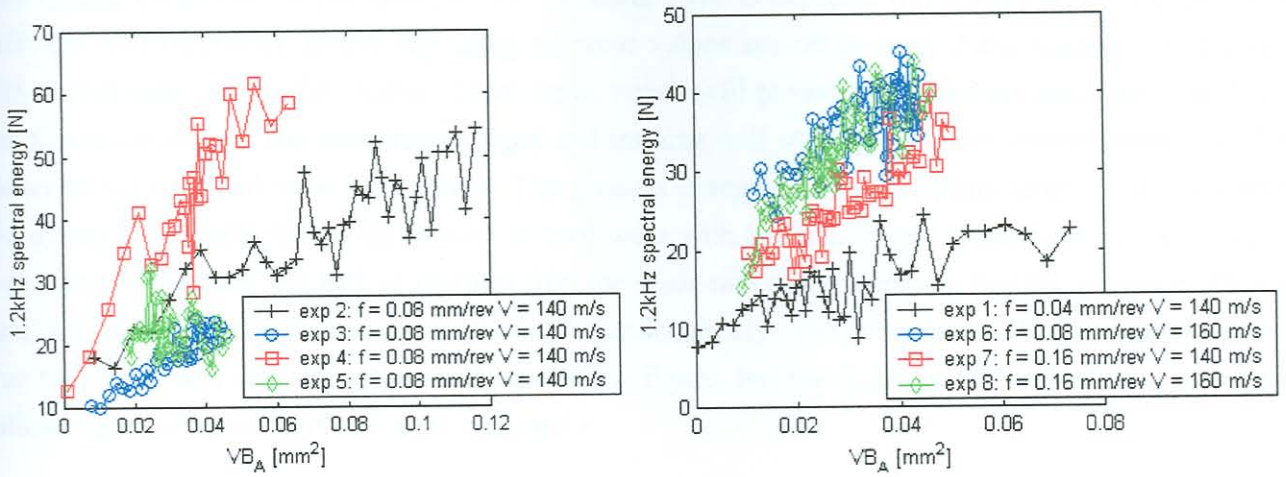 70
60
50
40
30
20
10
1.2kHz spectral energy [N]
0
0.02
0.04
0.06
0.08
0.1
0.12
VB_A [mm²]
exp 2: f = 0.08 mm/rev V = 140 m/s
exp 3: f = 0.08 mm/rev V = 140 m/s
exp 4: f = 0.08 mm/rev V = 140 m/s
exp 5: f = 0.08 mm/rev V = 140 m/s
50
40
30
20
10
0
1.2kHz spectral energy [N]
0
0.02
0.04
0.06
0.08
VB_A [mm²]
exp 1: f = 0.04 mm/rev V = 140 m/s
exp 6: f = 0.08 mm/rev V = 160 m/s
exp 7: f = 0.16 mm/rev V = 140 m/s
exp 8: f = 0.16 mm/rev V = 160 m/s